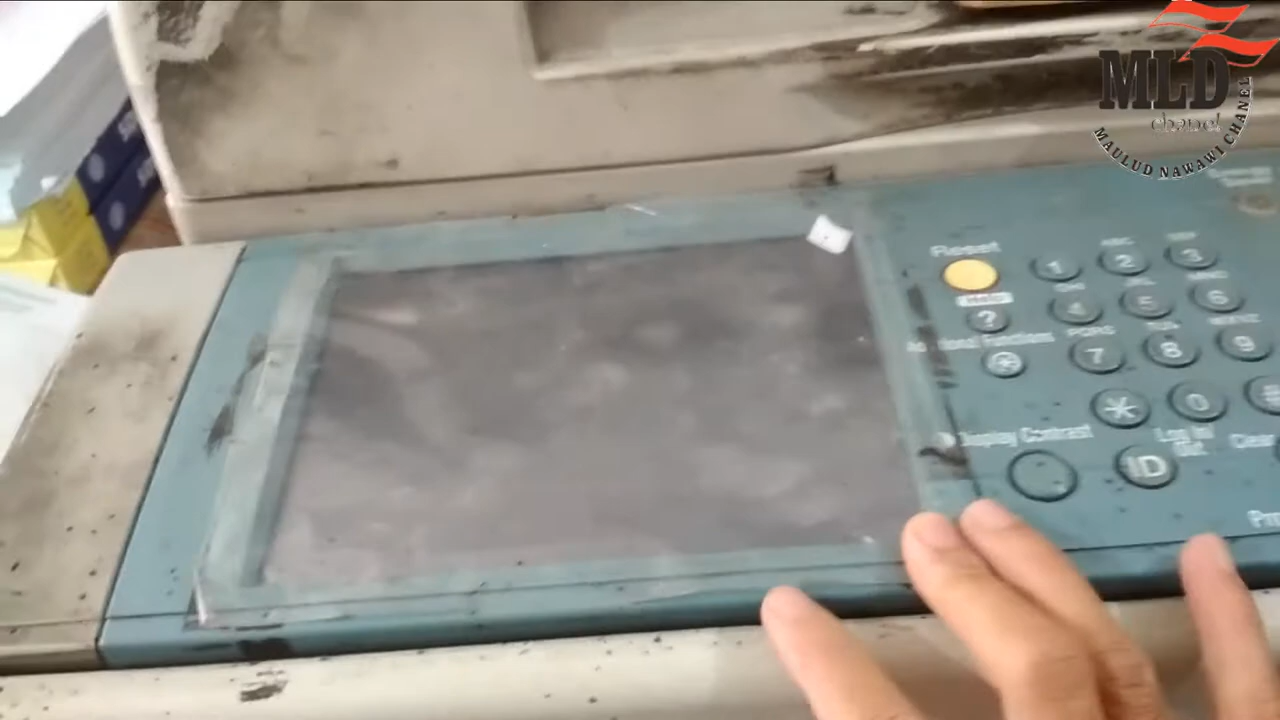 MLD
chanel
MAULUD NAWAWI CHANEL
Reset
Help
?
Additional Functions
1
ABC
2
3
GHI
4
JKL
5
MNO
6
PQRS
7
TUV
8
WXYZ
9
*
0
Display Contrast
ID
Log In
Out
Clear